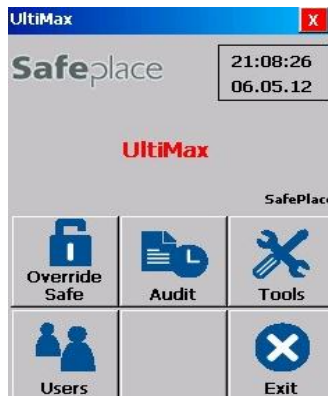 UltiMax
X
Safeplace
21:08:26
06.05.12
UltiMax
SafePlac
Override
Safe
Audit
Tools
Users
Exit